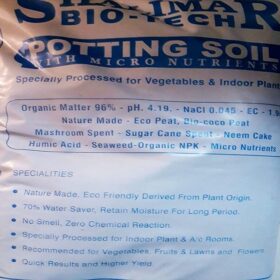 SHALIMAR
BIO-TECH
POTTING SOIL
WITH MICRO NUTRIENTS
Specially Processed for Vegetables & Indoor Plant
Organic Matter 96% - pH. 4.19. - NaCl 0.045 - EC - 1.9
Nature Made - Eco Peat, Bio-coco Peat
Mashroom Spent - Sugar Cane Spent - Neem Cake
Humic Acid - Seaweed-Organic NPK - Micro Nutrients
SPECIALITIES
Nature Made, Eco Friendly Derived From Plant Origin.
70% Water Saver, Retain Moisture For Long Period.
No Smell, Zero Chemical Reaction.
Specially Processed for Indoor Plant & A/c Rooms.
Recommended for Vegetables, Fruits & Lawns and Flowers.
Quick Results and Higher Yield